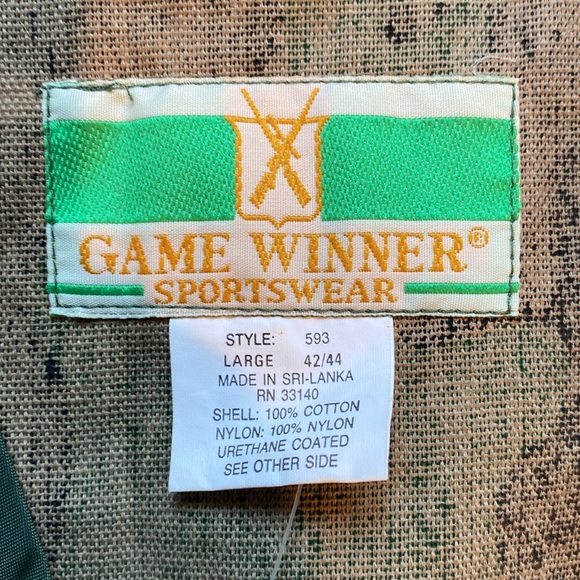 GAME WINNER®
SPORTSWEAR
STYLE: 593
LARGE 42/44
MADE IN SRI-LANKA
RN 33140
SHELL: 100% COTTON
NYLON: 100% NYLON
URETHANE COATED
SEE OTHER SIDE